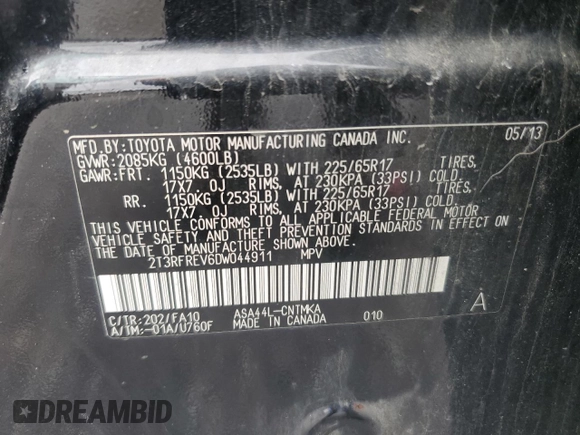 MFD.BY:TOYOTA MOTOR MANUFACTURING CANADA INC. 05/13
GVWR:2085KG (4600LB)
GAWR:FRT. 1150KG (2535LB) WITH 225/65R17 TIRES.
17X7 OJ RIMS, AT 230KPA (33PSI) COLD.
RR. 1150KG (2535LB) WITH 225/65R17 TIRES.
17X7 OJ RIMS, AT 230KPA (33PSI) COLD.
THIS VEHICLE CONFORMS TO ALL APPLICABLE FEDERAL MOTOR
VEHICLE SAFETY AND THEFT PREVENTION STANDARDS IN EFFECT ON
THE DATE OF MANUFACTURE SHOWN ABOVE.
2T3RFREV6DW044911 MPV
C/TR:202/FA10 ASA44L-CNTMKA 010 A
A/TM:-01A/U760F MADE IN CANADA
DREAMBID